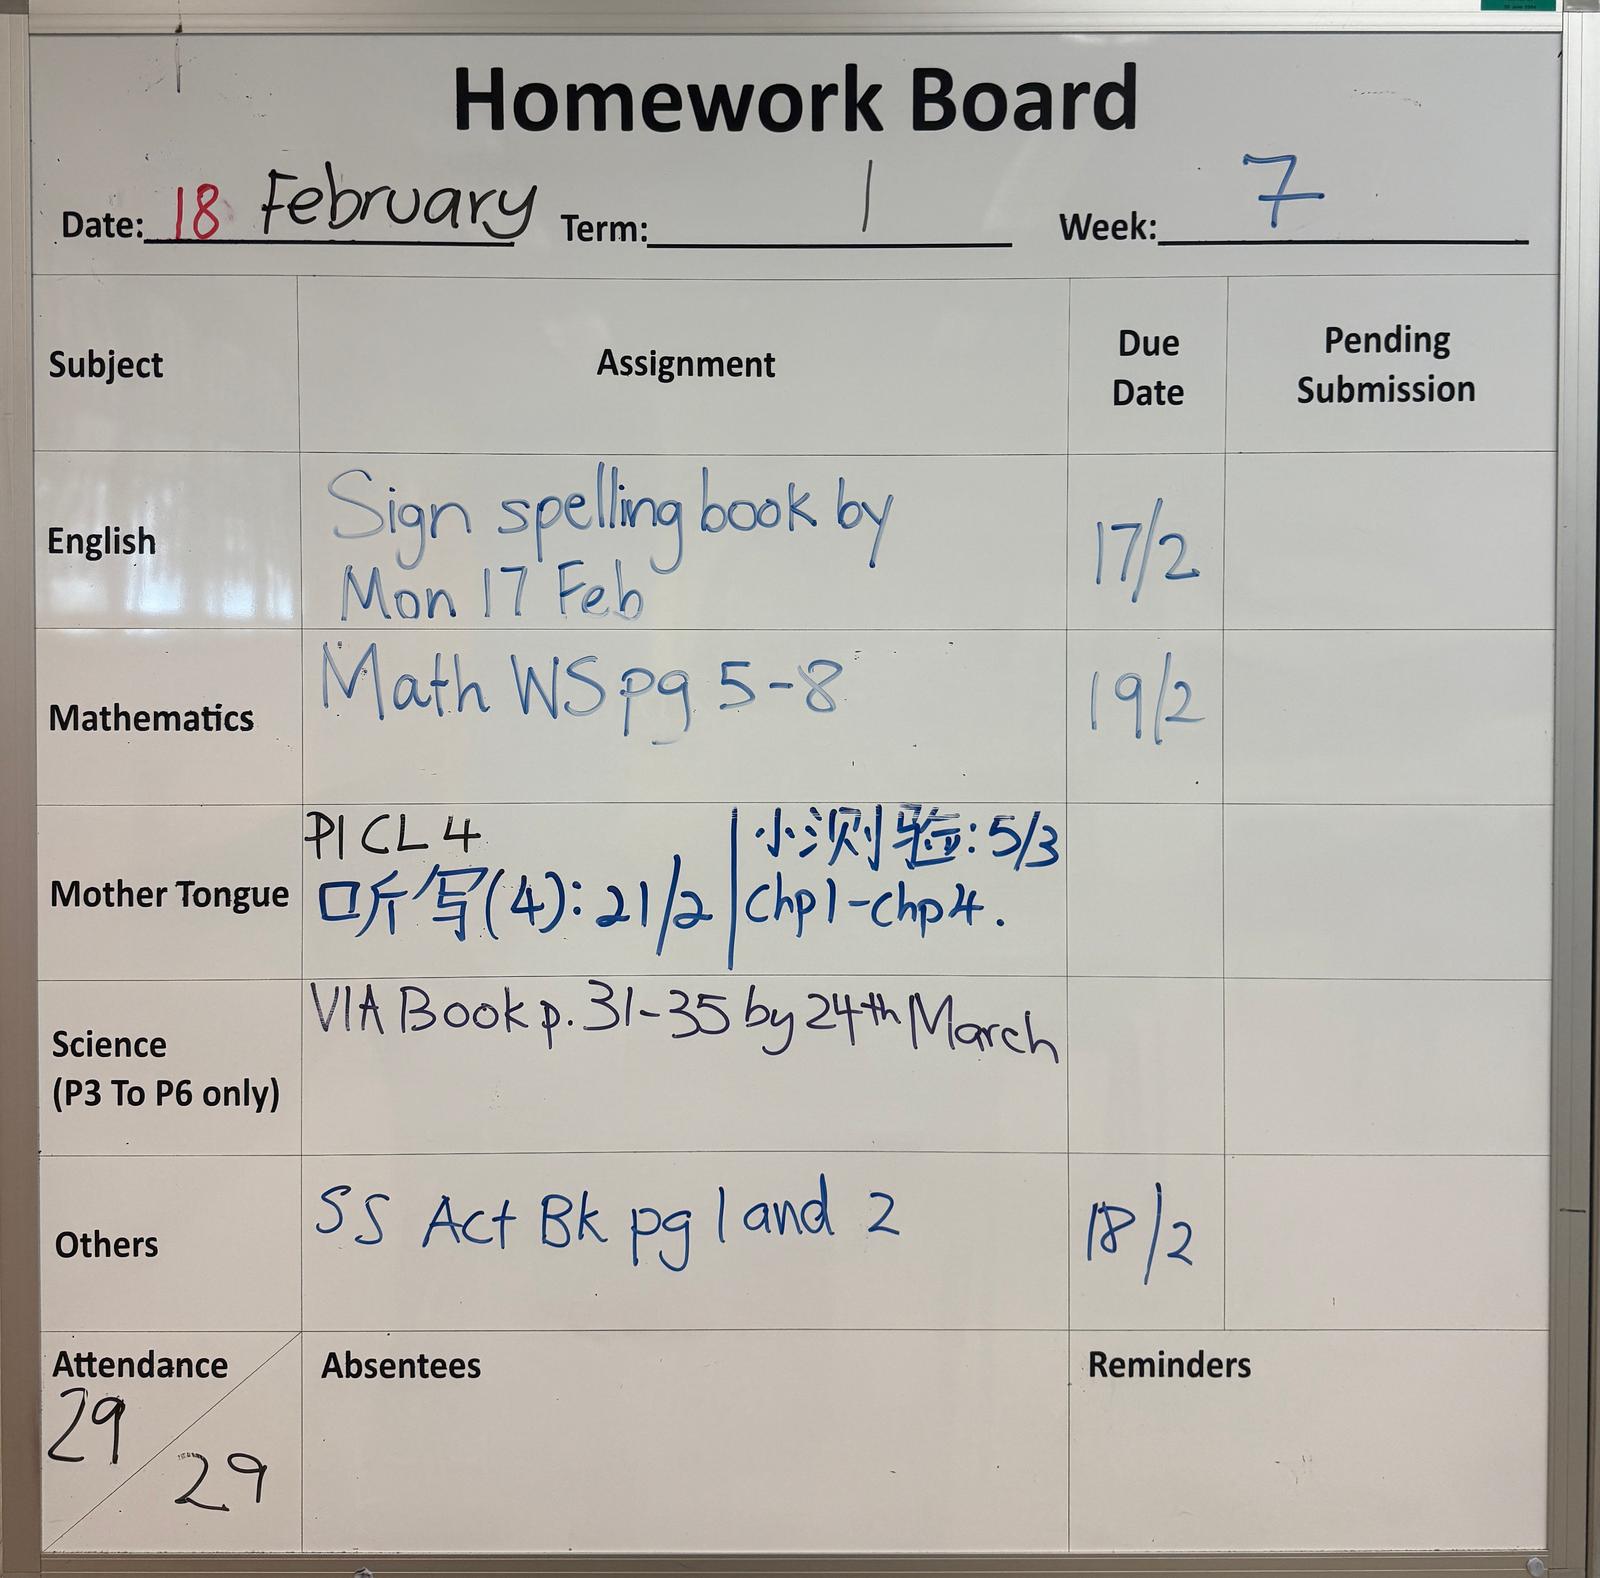 Homework Board
Date: 18 February Term: 1 Week: 7
Subject Assignment Due Date Pending Submission
English Sign spelling book by
Mon 17 Feb 17/2
Mathematics Math WS pg 5-8 19/2
Mother Tongue P1 CL 4
听写(4): 21/2
小测验: 5/3
Chp1-Chp4.
Science
(P3 To P6 only)
VIA Book p. 31-35 by 24th March
Others SS Act Bk pg 1 and 2 18/2
Attendance Absentees Reminders
29
29